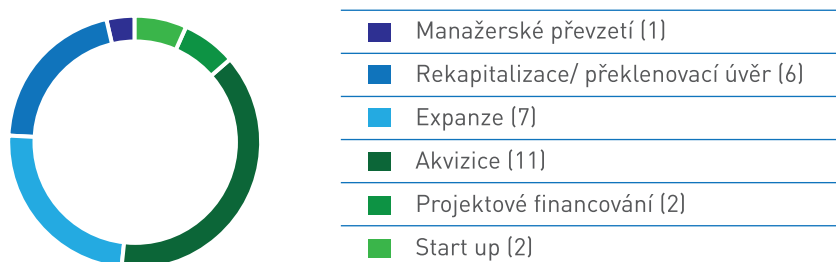 Manažerské převzetí (1)
Rekapitalizace/ překlenovací úvěr (6)
Expanze (7)
Akvizice (11)
Projektové financování (2)
Start up (2)